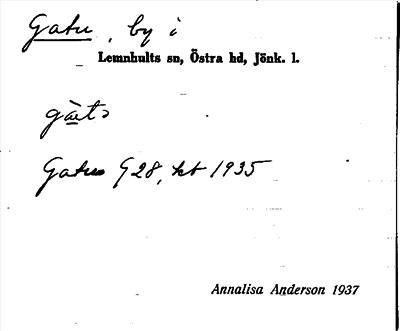 Gatu, by i
Lemnhults sn, Östra hd, Jönk. l.
Gatu G28, kt 1935
Annalisa Anderson 1937